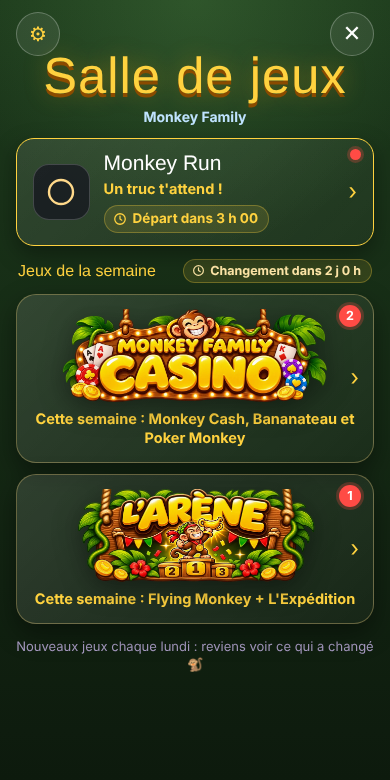 Salle de jeux
Monkey Family
Monkey Run
Un truc t'attend !
Départ dans 3 h 00
Jeux de la semaine
Changement dans 2 j 0 h
2
MONKEY FAMILY
CASINO
A
A
K
Cette semaine : Monkey Cash, Bananateau et
Poker Monkey
1
L'ARÈNE
2 1 3
Cette semaine : Flying Monkey + L'Expédition
Nouveaux jeux chaque lundi : reviens voir ce qui a changé